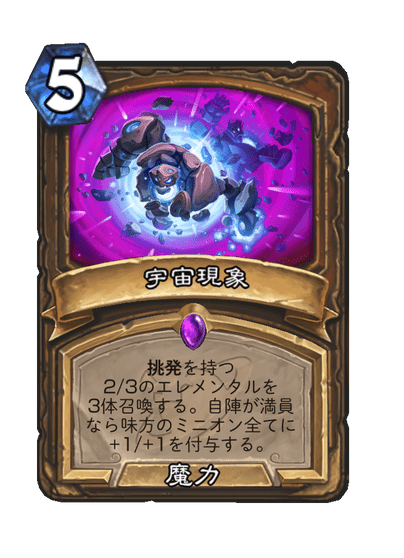 5
宇宙現象
挑発を持つ
2/3のエレメンタルを
3体召喚する。自陣が満員
なら味方のミニオン全てに
+1/+1を付与する。
魔力